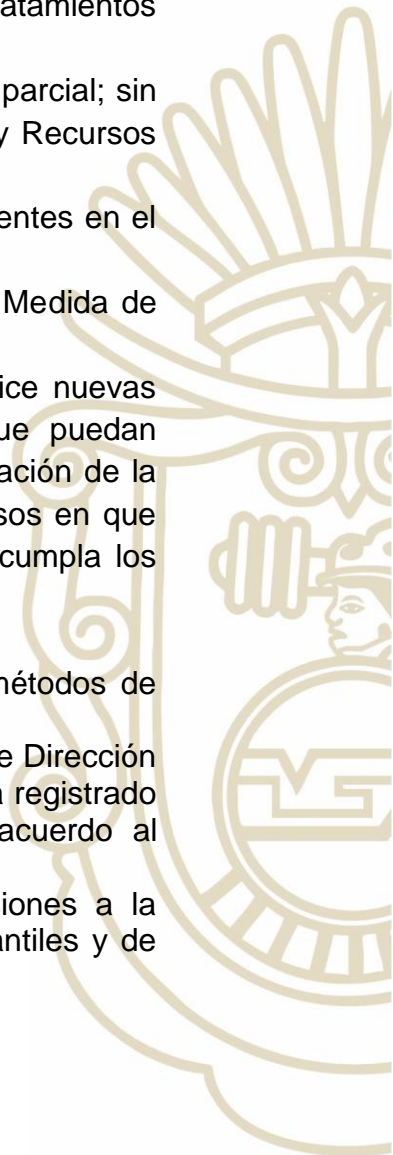 atamientos
parcial; sin
y Recursos
entes en el
Medida de
ice nuevas
ue puedan
ación de la
sos en que
cumpla los
métodos de
e Dirección
registrado
acuerdo al
iones a la
antiles y de